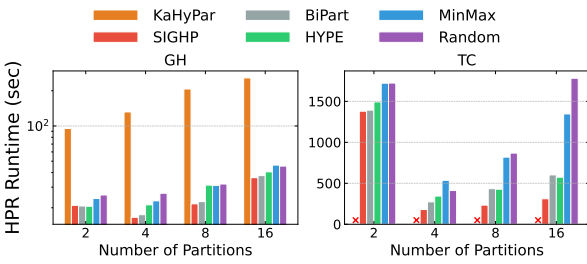 KaHyPar BiPart MinMax
SIGHP HYPE Random
GH
TC
HPR Runtime (sec)
10²
2 4 8 16
Number of Partitions
1500
1000
500
0
2 4 8 16
Number of Partitions